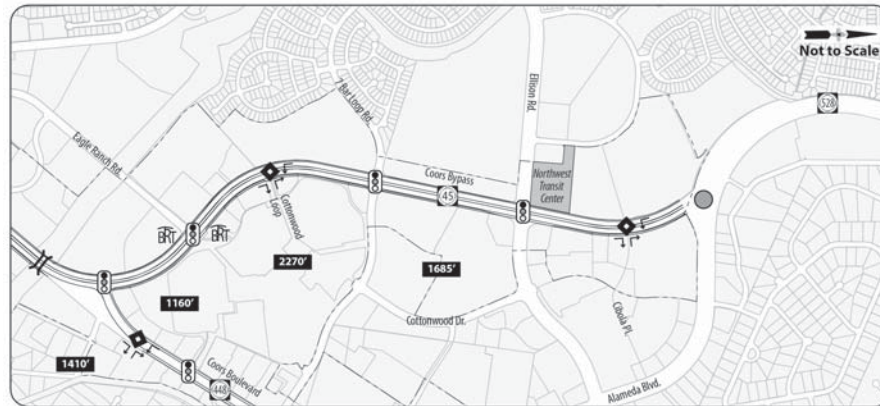 Not to Scale
528
Ellison Rd.
7 Bar Loop Rd.
Eagle Ranch Rd.
Coors Bypass
45
Northwest
Transit
Center
Cottonwood
Loop
BRT
BRT
2270'
1685'
1160'
Cottonwood Dr.
Cibola Pl.
1410'
Coors Boulevard
448
Alameda Blvd.